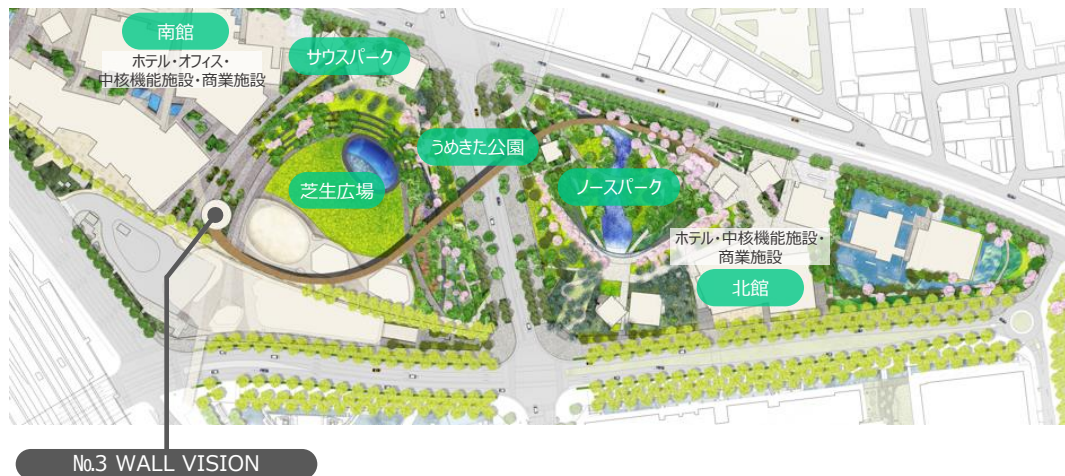 南館
ホテル・オフィス・
中核機能施設・商業施設
サウスパーク
うめきた公園
芝生広場
ノースパーク
ホテル・中核機能施設・
商業施設
北館
№3 WALL VISION